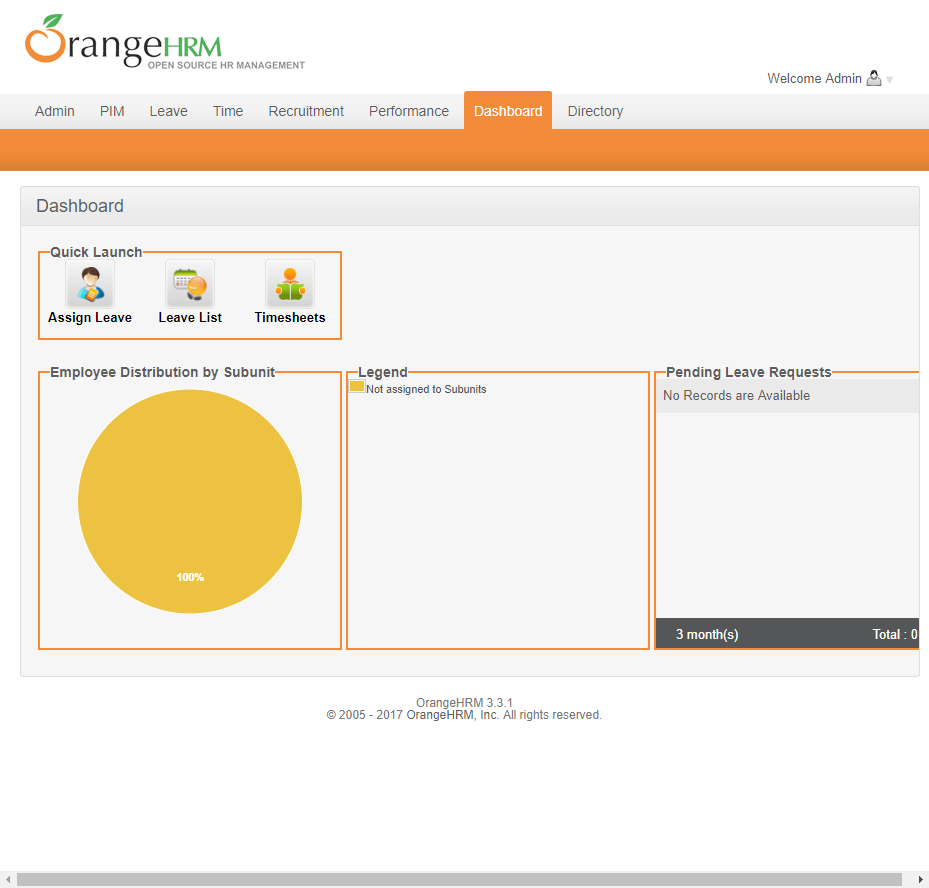 OrangeHRM
OPEN SOURCE HR MANAGEMENT
Welcome Admin
Admin PIM Leave Time Recruitment Performance Dashboard Directory
Dashboard
Quick Launch
Assign Leave Leave List Timesheets
Employee Distribution by Subunit
100%
Legend
Not assigned to Subunits
Pending Leave Requests
No Records are Available
3 month(s) Total : 0
OrangeHRM 3.3.1
© 2005 - 2017 OrangeHRM, Inc. All rights reserved.